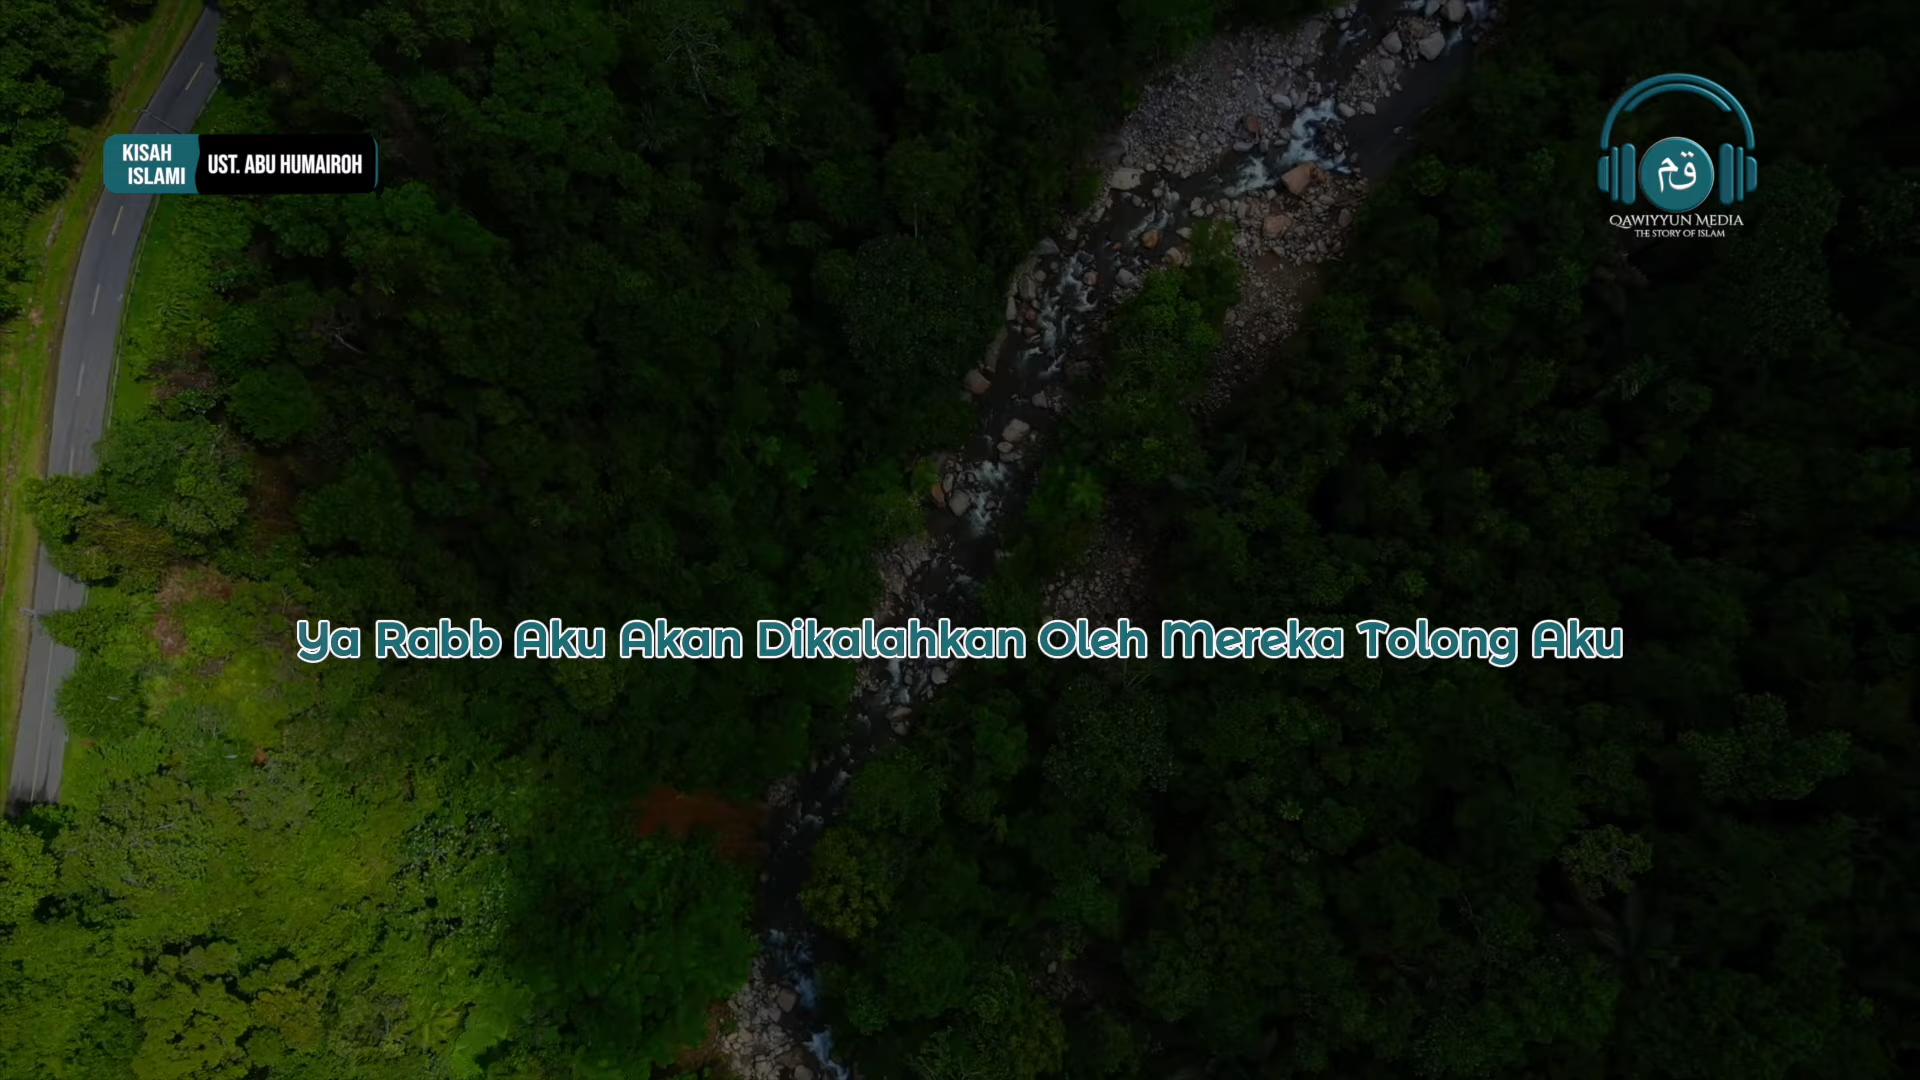 KISAH
ISLAMI
UST. ABU HUMAIROH
قم
QAWIYYUN MEDIA
THE STORY OF ISLAM
Ya Rabb Aku Akan Dikalahkan Oleh Mereka Tolong Aku